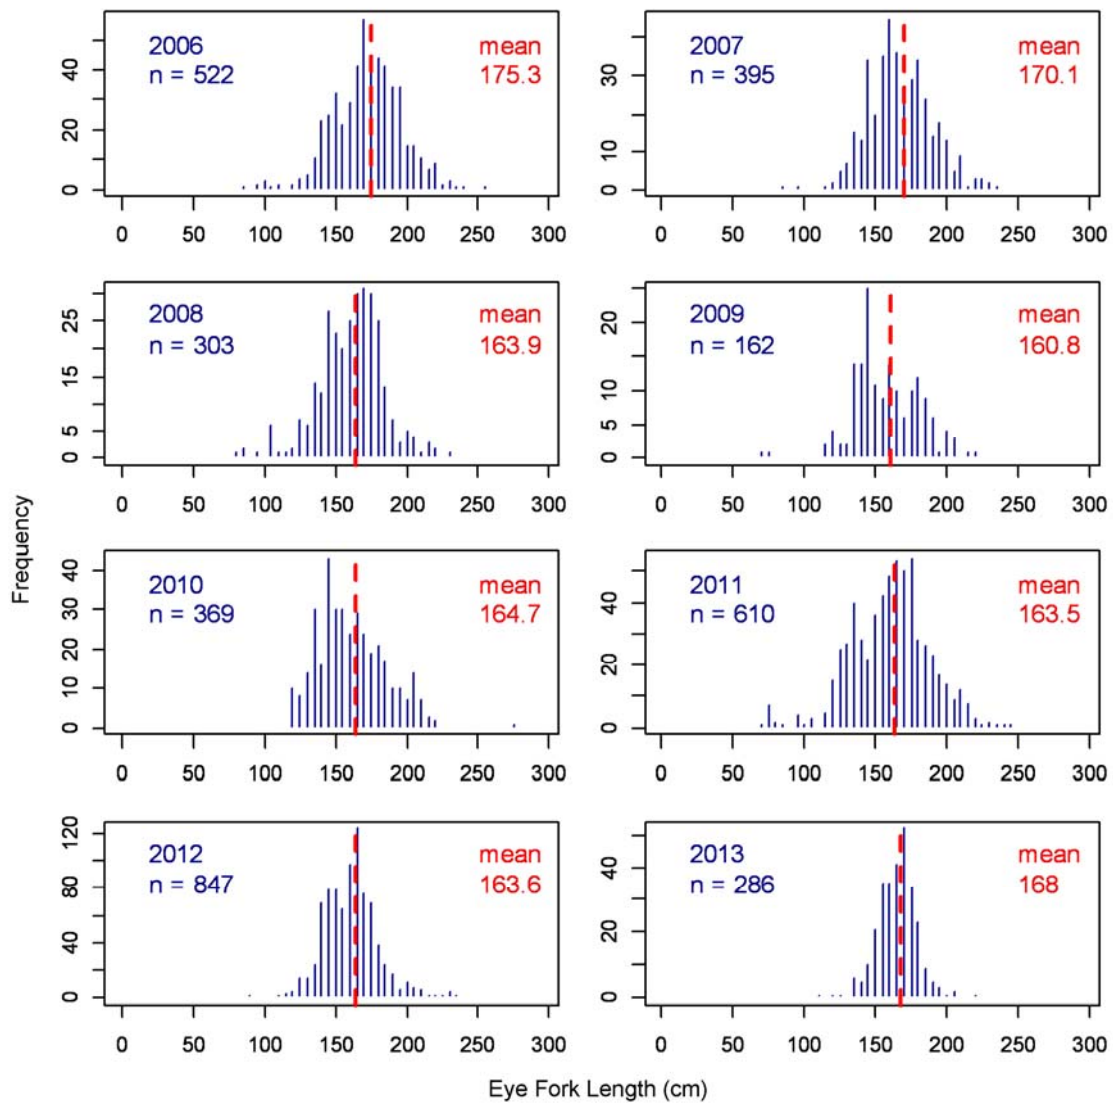 Frequency
2006
n = 522
mean
175.3
0 20 40
0 50 100 150 200 250 300
2007
n = 395
mean
170.1
0 10 30
0 50 100 150 200 250 300
2008
n = 303
mean
163.9
0 5 15 25
0 50 100 150 200 250 300
2009
n = 162
mean
160.8
0 5 10 20
0 50 100 150 200 250 300
2010
n = 369
mean
164.7
0 10 20 30 40
0 50 100 150 200 250 300
2011
n = 610
mean
163.5
0 20 40
0 50 100 150 200 250 300
2012
n = 847
mean
163.6
0 40 80 120
0 50 100 150 200 250 300
2013
n = 286
mean
168
0 20 40
0 50 100 150 200 250 300
Eye Fork Length (cm)